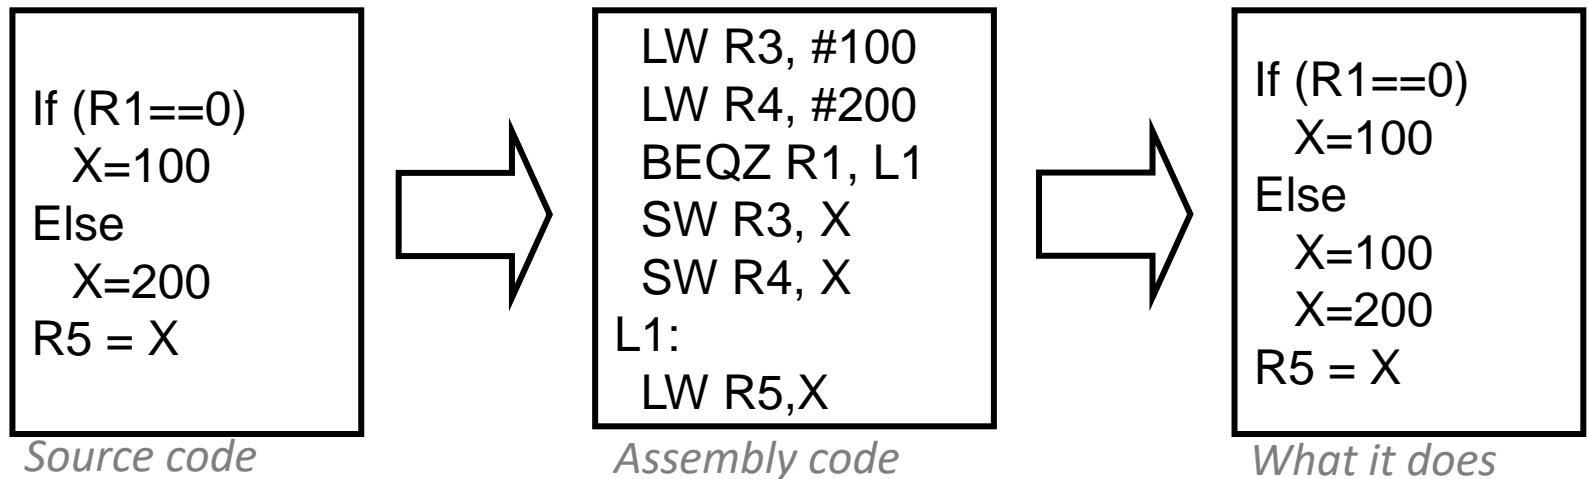 If (R1==0)
X=100
Else
X=200
R5 = X
Source code
LW R3, #100
LW R4, #200
BEQZ R1, L1
SW R3, X
SW R4, X
L1:
LW R5,X
Assembly code
If (R1==0)
X=100
Else
X=100
X=200
R5 = X
What it does